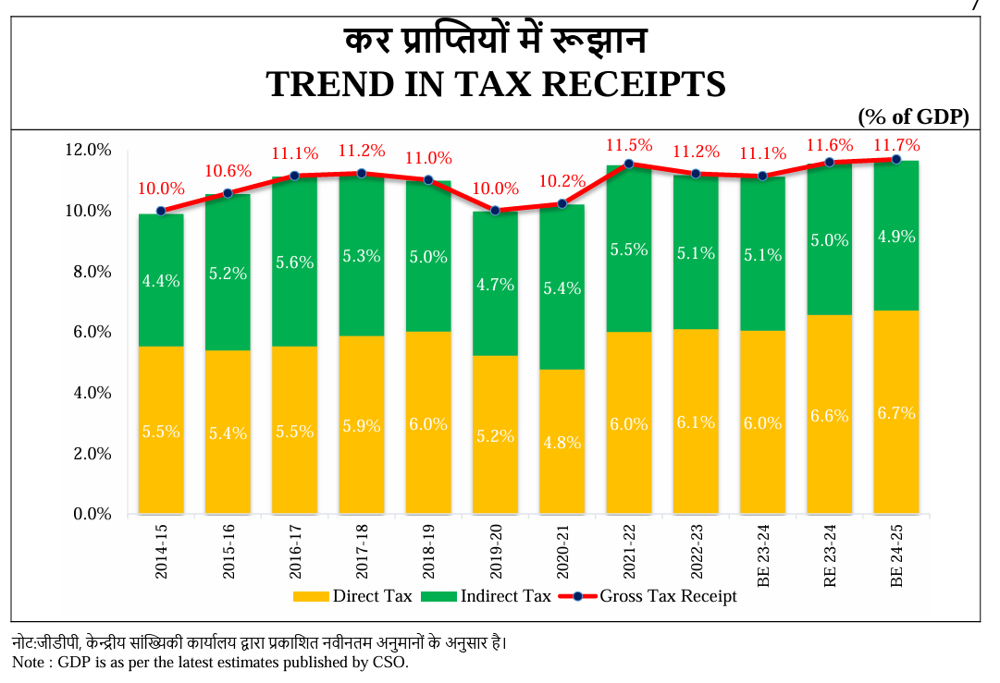 7
कर प्राप्तियों में रूझान
TREND IN TAX RECEIPTS
(% of GDP)
12.0%
10.0%
8.0%
6.0%
4.0%
2.0%
0.0%
10.0% 10.6% 11.1% 11.2% 11.0% 10.0% 10.2% 11.5% 11.2% 11.1% 11.6% 11.7%
4.4% 5.2% 5.6% 5.3% 5.0% 4.7% 5.4% 5.5% 5.1% 5.1% 5.0% 4.9%
5.5% 5.4% 5.5% 5.9% 6.0% 5.2% 4.8% 6.0% 6.1% 6.0% 6.6% 6.7%
2014-15 2015-16 2016-17 2017-18 2018-19 2019-20 2020-21 2021-22 2022-23 BE 23-24 RE 23-24 BE 24-25
Direct Tax Indirect Tax Gross Tax Receipt
नोट:जीडीपी, केन्द्रीय सांख्यिकी कार्यालय द्वारा प्रकाशित नवीनतम अनुमानों के अनुसार है।
Note : GDP is as per the latest estimates published by CSO.